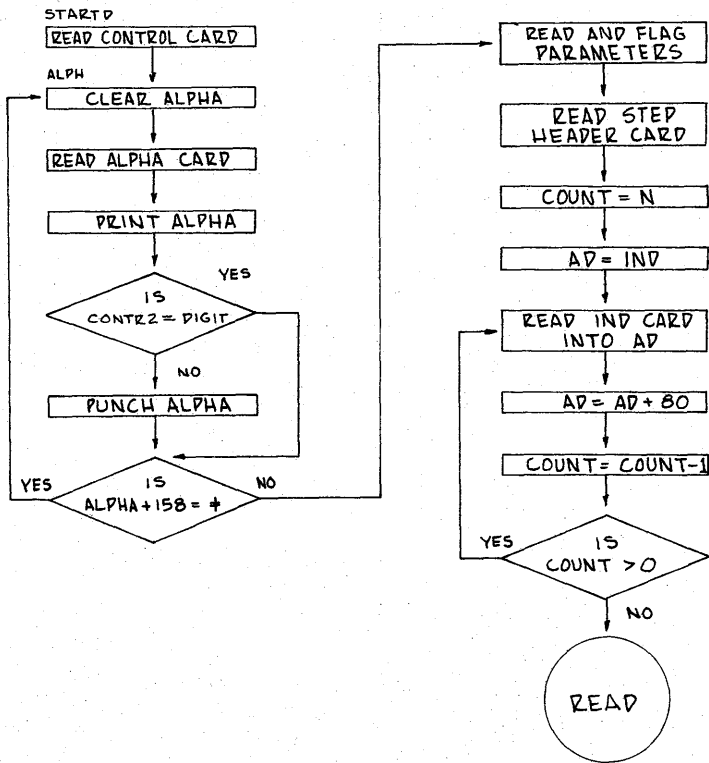 STARTD
READ CONTROL CARD
ALPH
CLEAR ALPHA
READ ALPHA CARD
PRINT ALPHA
YES
IS
CONTR2 = DIGIT
NO
PUNCH ALPHA
YES
IS
ALPHA+158 = ‡
NO
READ AND FLAG
PARAMETERS
READ STEP
HEADER CARD
COUNT = N
AD = IND
READ IND CARD
INTO AD
AD = AD + 80
COUNT = COUNT-1
YES
IS
COUNT > 0
NO
READ